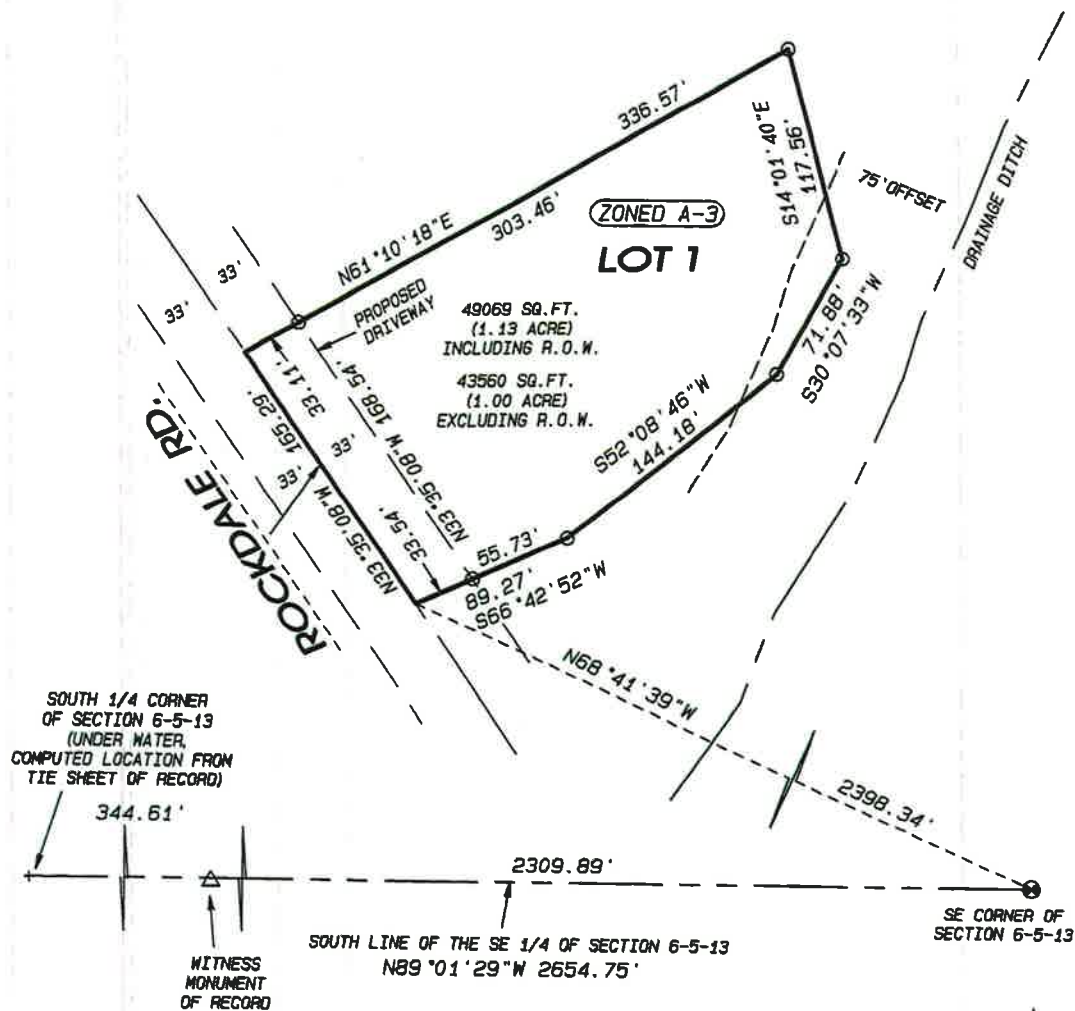 336.57'
S14°01'40"E
117.56'
75'OFFSET
DRAINAGE DITCH
N61°10'18"E
303.46'
ZONED A-3
LOT 1
33'
33'
PROPOSED
DRIVEWAY
49069 SQ.FT.
(1.13 ACRE)
INCLUDING R.O.W.
43560 SQ.FT.
(1.00 ACRE)
EXCLUDING R.O.W.
71.88'
S30°07'33"W
33.11'
165.29'
N33°35'08"W 168.54'
33'
33'
ROCKDALE RD.
N33°35'08"W
33.54'
S52°08'46"W
144.18'
55.73'
89.27'
S66°42'52"W
N68°41'39"W
2398.34'
SOUTH 1/4 CORNER
OF SECTION 6-5-13
(UNDER WATER,
COMPUTED LOCATION FROM
TIE SHEET OF RECORD)
344.61'
2309.89'
SOUTH LINE OF THE SE 1/4 OF SECTION 6-5-13
N89°01'29"W 2654.75'
WITNESS
MONUMENT
OF RECORD
SE CORNER OF
SECTION 6-5-13